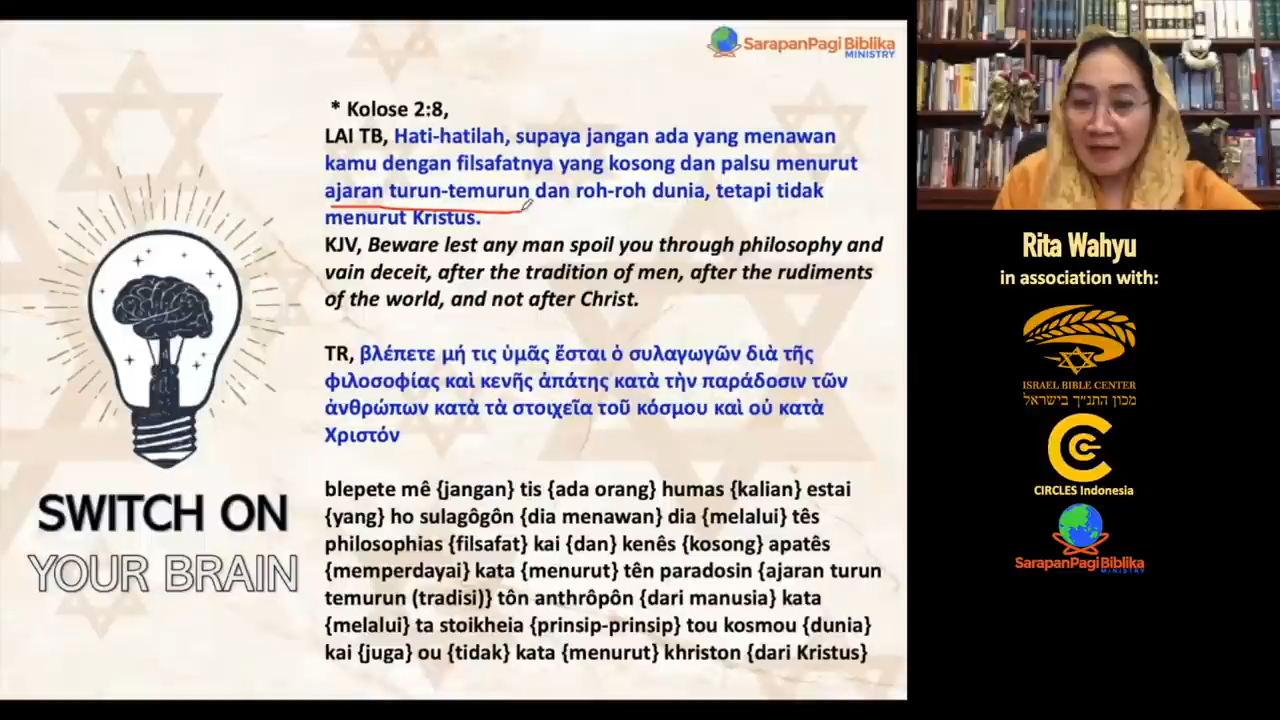 SarapanPagi Biblika
MINISTRY
* Kolose 2:8,
LAI TB, Hati-hatilah, supaya jangan ada yang menawan
kamu dengan filsafatnya yang kosong dan palsu menurut
ajaran turun-temurun dan roh-roh dunia, tetapi tidak
menurut Kristus.
KJV, Beware lest any man spoil you through philosophy and
vain deceit, after the tradition of men, after the rudiments
of the world, and not after Christ.
TR, βλέπετε μή τις ὑμᾶς ἔσται ὁ συλαγωγῶν διὰ τῆς
φιλοσοφίας καὶ κενῆς ἀπάτης κατὰ τὴν παράδοσιν τῶν
ἀνθρώπων κατὰ τὰ στοιχεῖα τοῦ κόσμου καὶ οὐ κατὰ
Χριστόν
blepete mê {jangan} tis {ada orang} humas {kalian} estai
{yang} ho sulagôgôn {dia menawan} dia {melalui} tês
philosophias {filsafat} kai {dan} kenês {kosong} apatês
{memperdayai} kata {menurut} tên paradosin {ajaran turun
temurun (tradisi)} tôn anthrôpôn {dari manusia} kata
{melalui} ta stoikheia {prinsip-prinsip} tou kosmou {dunia}
kai {juga} ou {tidak} kata {menurut} khriston {dari Kristus}
SWITCH ON
YOUR BRAIN
Rita Wahyu
in association with:
ISRAEL BIBLE CENTER
מכון התנ״ך בישראל
CIRCLES Indonesia
SarapanPagi Biblika
MINISTRY